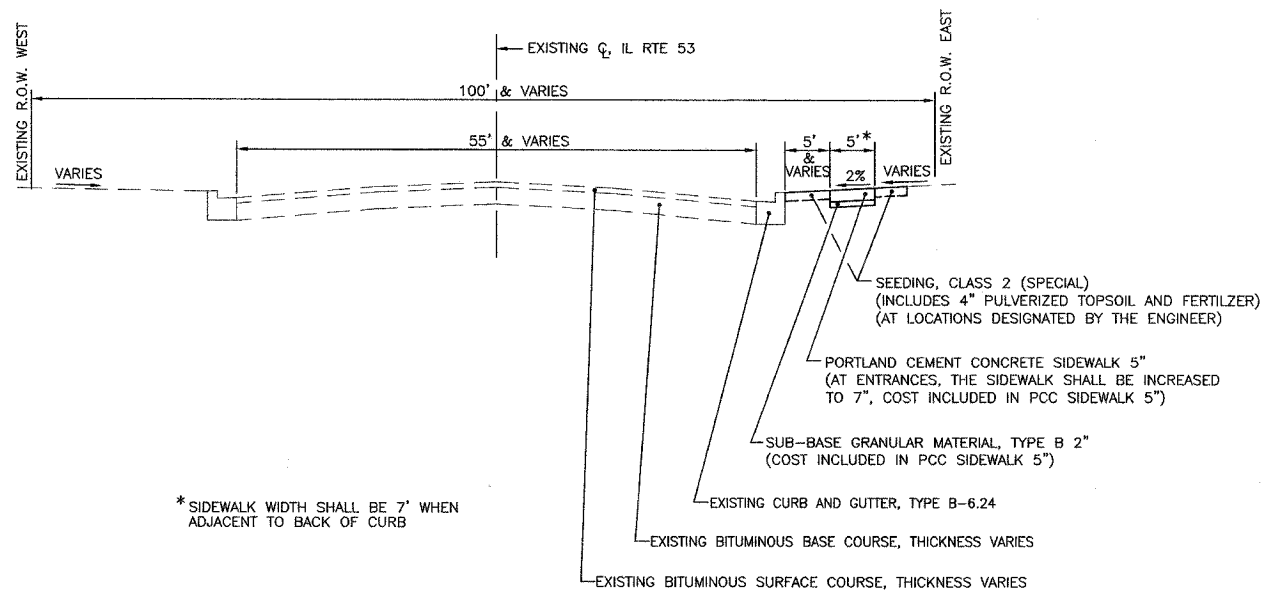 EXISTING R.O.W. WEST
EXISTING ℄, IL RTE 53
EXISTING R.O.W. EAST
100' & VARIES
55' & VARIES
5' & VARIES
5'*
VARIES
2%
VARIES
SEEDING, CLASS 2 (SPECIAL)
(INCLUDES 4" PULVERIZED TOPSOIL AND FERTILZER)
(AT LOCATIONS DESIGNATED BY THE ENGINEER)
PORTLAND CEMENT CONCRETE SIDEWALK 5"
(AT ENTRANCES, THE SIDEWALK SHALL BE INCREASED
TO 7", COST INCLUDED IN PCC SIDEWALK 5")
SUB-BASE GRANULAR MATERIAL, TYPE B 2"
(COST INCLUDED IN PCC SIDEWALK 5")
*SIDEWALK WIDTH SHALL BE 7' WHEN
ADJACENT TO BACK OF CURB
EXISTING CURB AND GUTTER, TYPE B-6.24
EXISTING BITUMINOUS BASE COURSE, THICKNESS VARIES
EXISTING BITUMINOUS SURFACE COURSE, THICKNESS VARIES